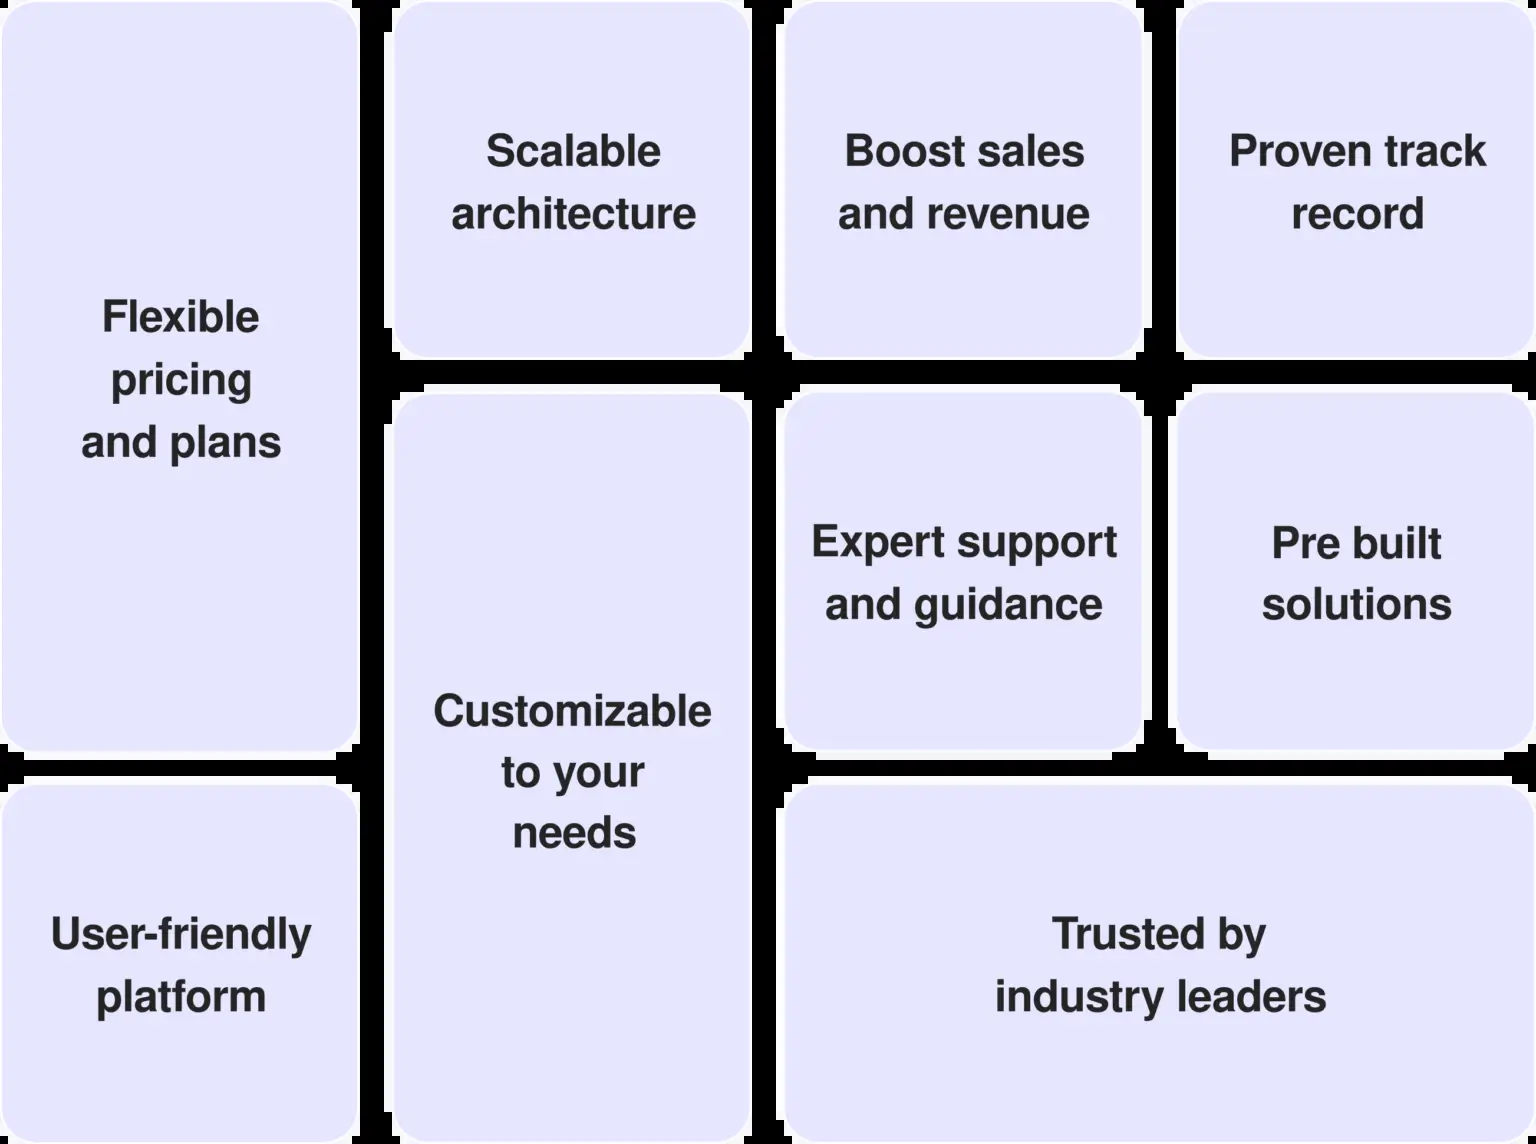 Flexible
pricing
and plans
Scalable
architecture
Boost sales
and revenue
Proven track
record
Customizable
to your
needs
Expert support
and guidance
Pre built
solutions
User-friendly
platform
Trusted by
industry leaders